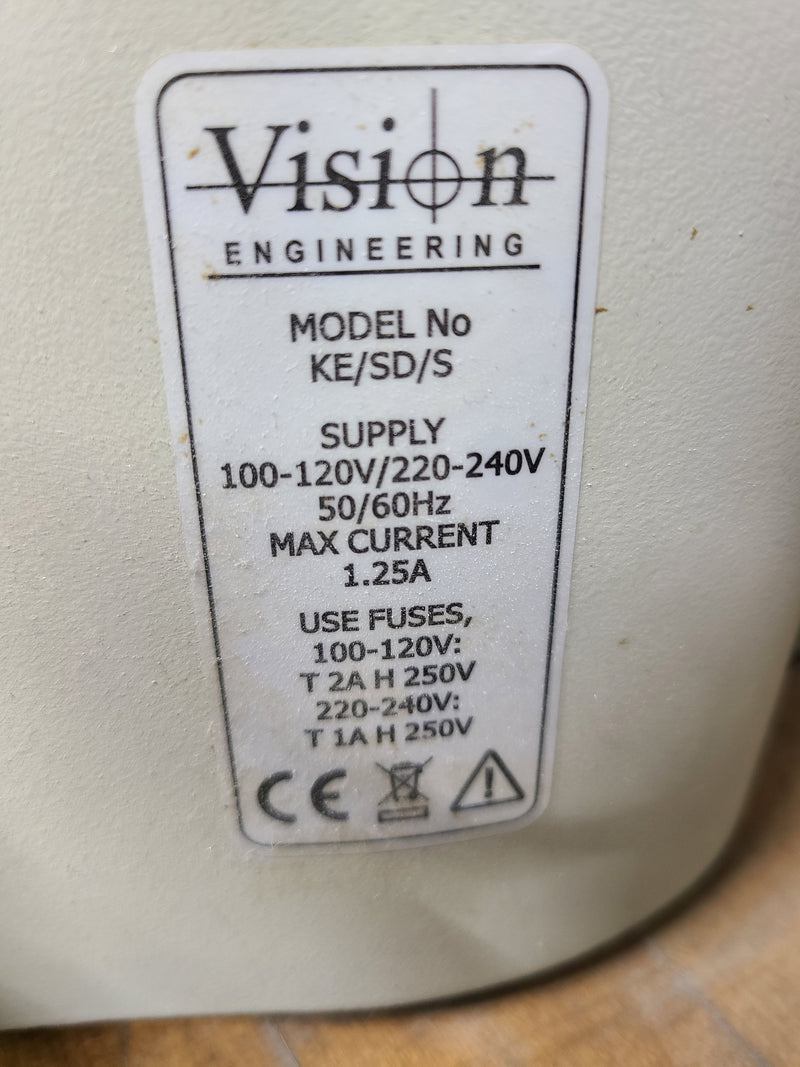 Vision
ENGINEERING
MODEL No
KE/SD/S
SUPPLY
100-120V/220-240V
50/60Hz
MAX CURRENT
1.25A
USE FUSES,
100-120V:
T 2A H 250V
220-240V:
T 1A H 250V
CE